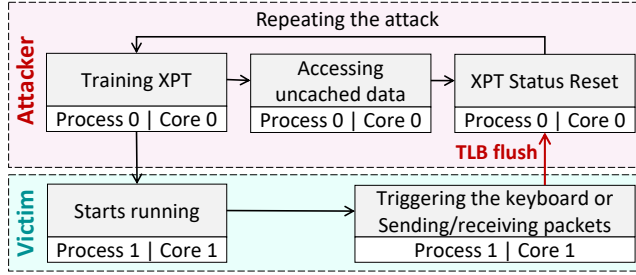 Repeating the attack
Attacker
Training XPT
Process 0 | Core 0
Accessing
uncached data
Process 0 | Core 0
XPT Status Reset
Process 0 | Core 0
TLB flush
Victim
Starts running
Process 1 | Core 1
Triggering the keyboard or
Sending/receiving packets
Process 1 | Core 1